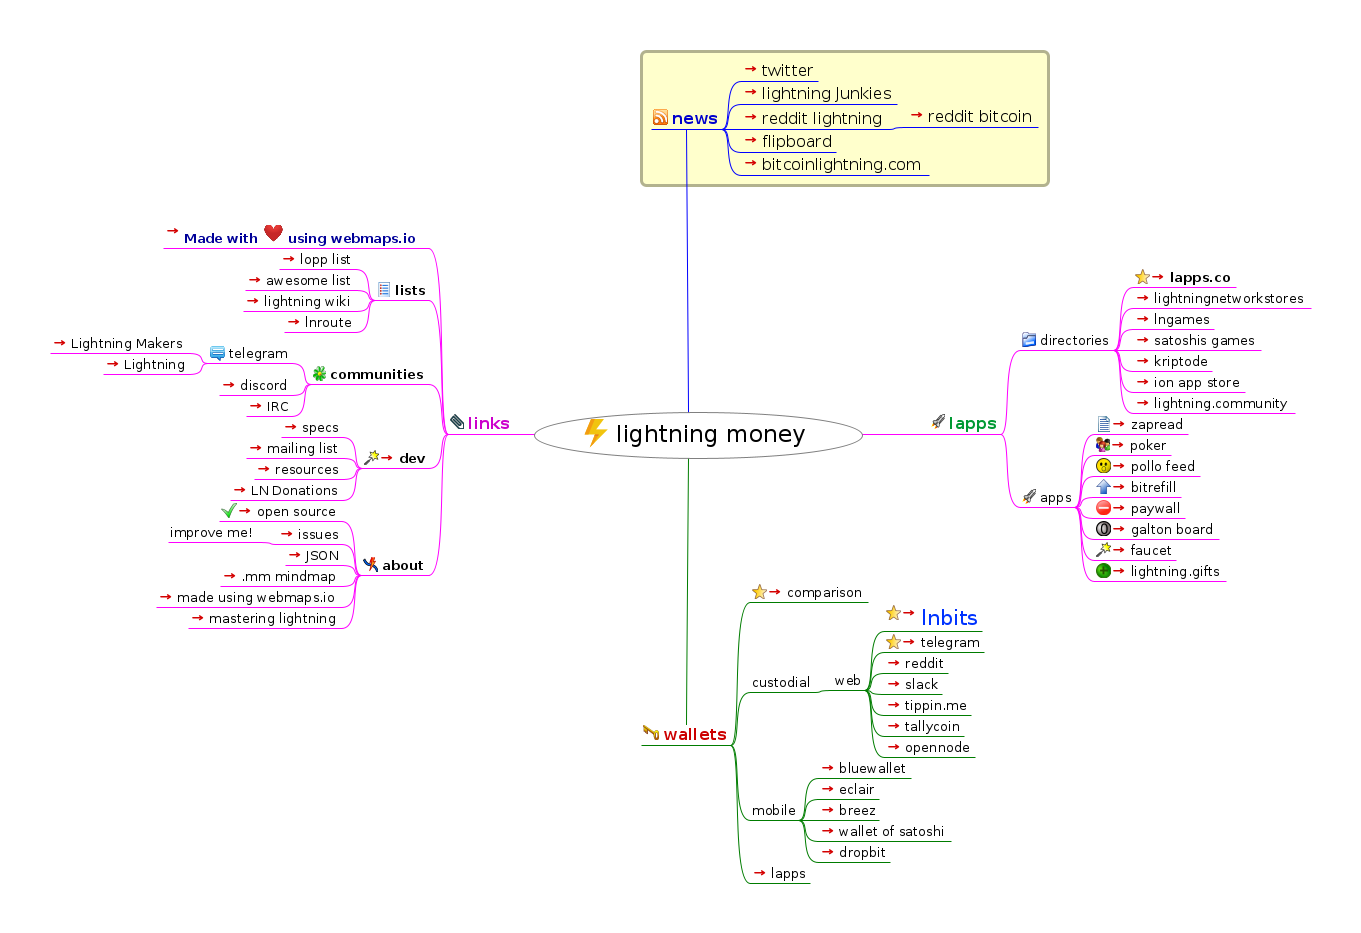 twitter
lightning Junkies
news
reddit lightning
reddit bitcoin
flipboard
bitcoinlightning.com
Made with using webmaps.io
lopp list
awesome list
lists
lightning wiki
lnroute
Lightning Makers
telegram
Lightning
communities
discord
IRC
links
specs
mailing list
dev
resources
LN Donations
open source
improve me!
issues
JSON
about
.mm mindmap
made using webmaps.io
mastering lightning
lightning money
lapps
directories
lapps.co
lightningnetworkstores
lngames
satoshis games
kriptode
ion app store
lightning.community
apps
zapread
poker
pollo feed
bitrefill
paywall
galton board
faucet
lightning.gifts
wallets
comparison
custodial
web
lnbits
telegram
reddit
slack
tippin.me
tallycoin
opennode
mobile
bluewallet
eclair
breez
wallet of satoshi
dropbit
lapps